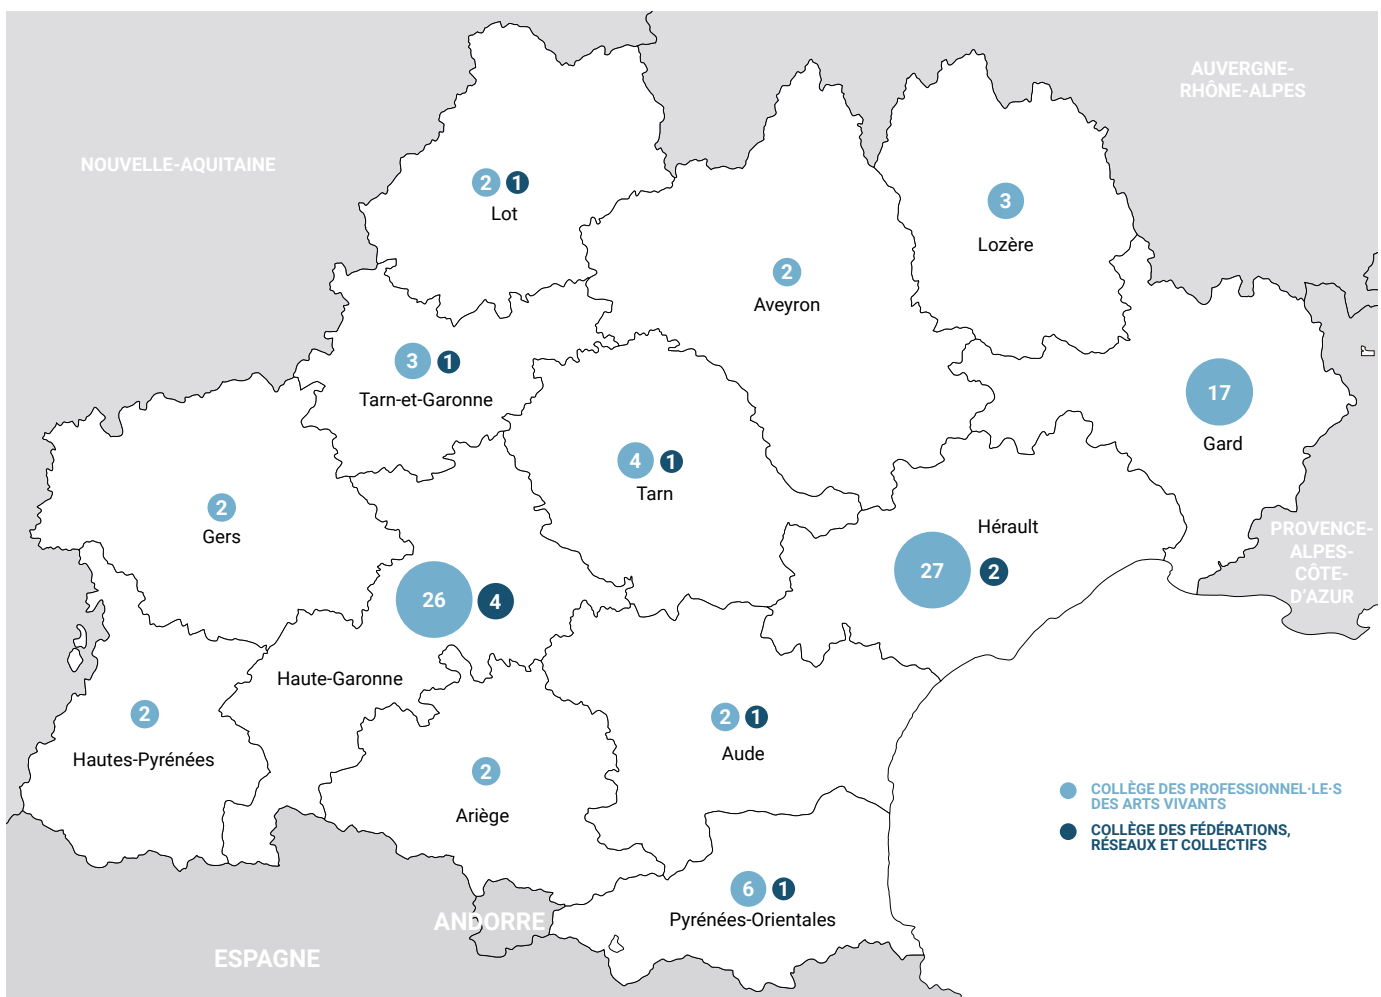 AUVERGNE-
RHÔNE-ALPES
NOUVELLE-AQUITAINE
2 1
Lot
3
Lozère
2
Aveyron
3 1
Tarn-et-Garonne
17
Gard
4 1
Tarn
2
Gers
Hérault
27 2
PROVENCE-
ALPES-
CÔTE-
D'AZUR
26 4
Haute-Garonne
2
Hautes-Pyrénées
2 1
Aude
2
Ariège
COLLÈGE DES PROFESSIONNEL·LE·S
DES ARTS VIVANTS
COLLÈGE DES FÉDÉRATIONS,
RÉSEAUX ET COLLECTIFS
6 1
Pyrénées-Orientales
ANDORRE
ESPAGNE